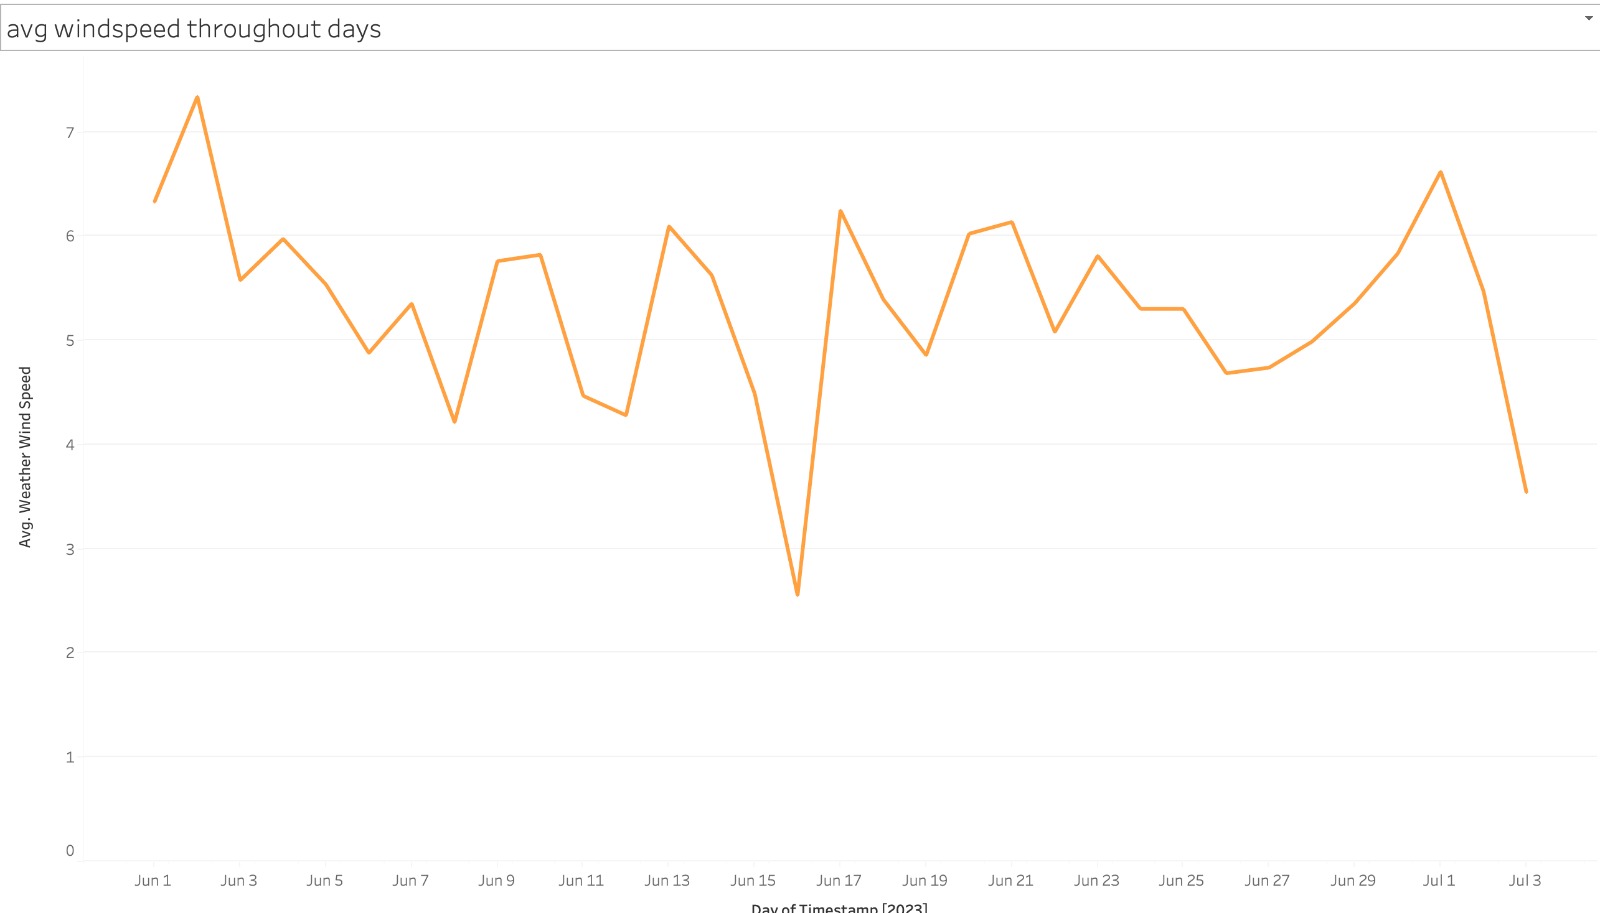 avg windspeed throughout days
7
6
5
4
3
2
1
0
Avg. Weather Wind Speed
Jun 1 Jun 3 Jun 5 Jun 7 Jun 9 Jun 11 Jun 13 Jun 15 Jun 17 Jun 19 Jun 21 Jun 23 Jun 25 Jun 27 Jun 29 Jul 1 Jul 3
Day of Timestamp [2023]